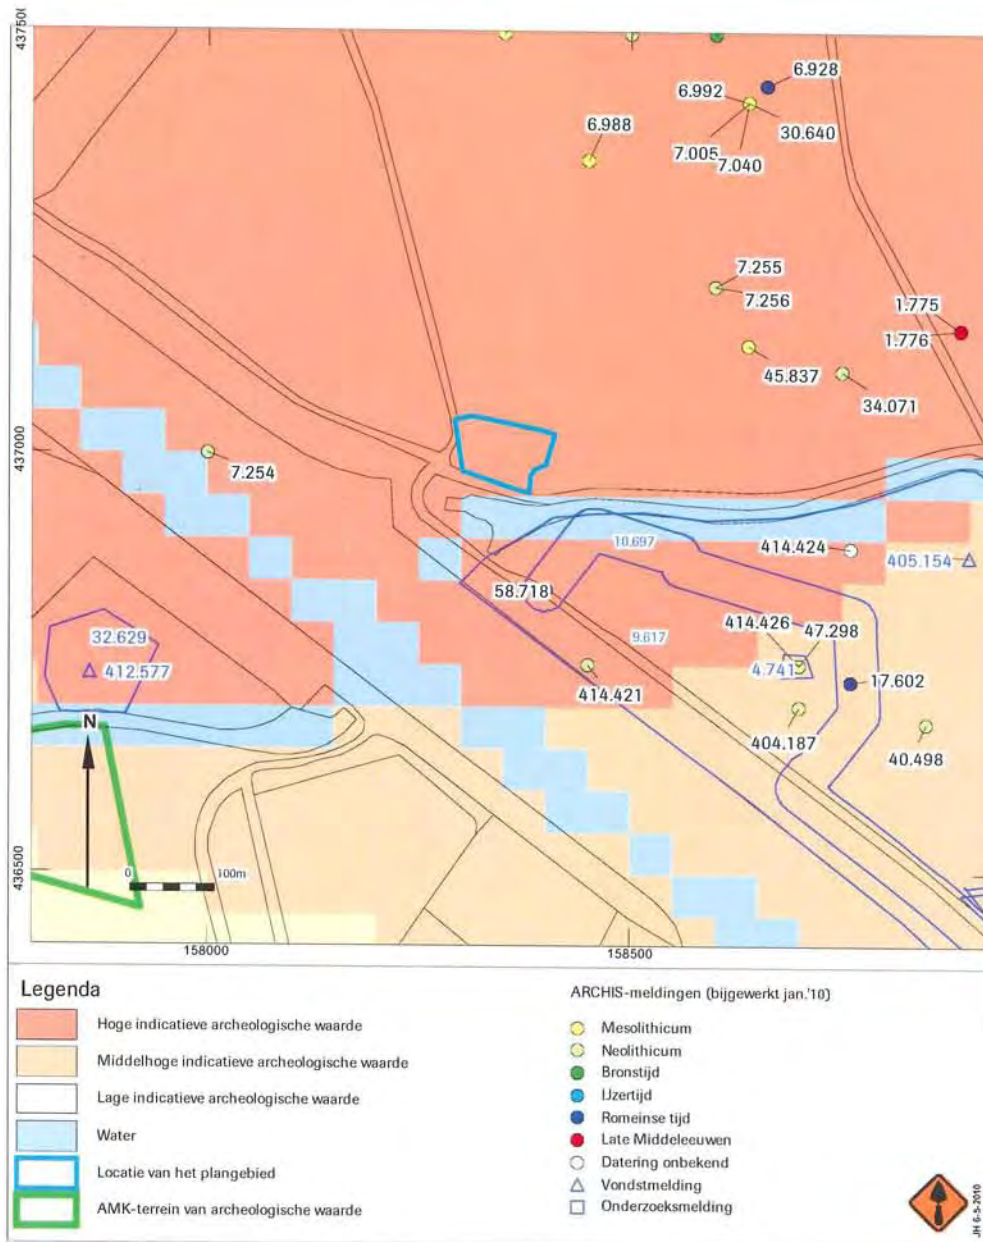 437500
6.928
6.992
30.640
6.988
7.005
7.040
7.255
7.256
1.775
1.776
45.837
34.071
437000
7.254
10.697
414.424
405.154
58.718
32.629
414.426
47.298
9.617
412.577
4.741
17.602
414.421
N
404.187
40.498
436500
0
100m
158000
158500
Legenda
Hoge indicatieve archeologische waarde
Middelhoge indicatieve archeologische waarde
Lage indicatieve archeologische waarde
Water
Locatie van het plangebied
AMK-terrein van archeologische waarde
ARCHIS-meldingen (bijgewerkt jan.'10)
Mesolithicum
Neolithicum
Bronstijd
IJzertijd
Romeinse tijd
Late Middeleeuwen
Datering onbekend
Vondstmelding
Onderzoeksmelding
JH 6-5-2010